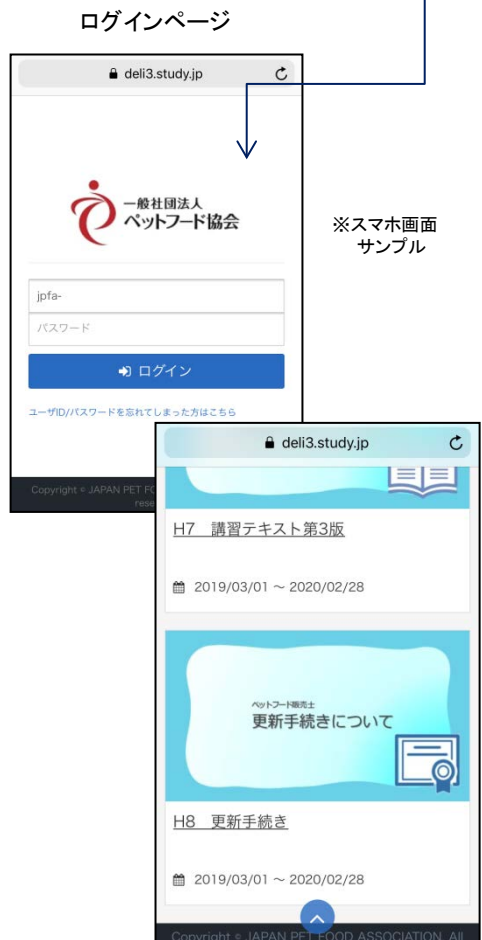 ログインページ
deli3.study.jp
一般社団法人
ペットフード協会
※スマホ画面
サンプル
jpfa-
パスワード
ログイン
ユーザID/パスワードを忘れてしまった方はこちら
Copyright © JAPAN PET
rese
deli3.study.jp
H7 講習テキスト第3版
2019/03/01 ~ 2020/02/28
ペットフード販売士
更新手続きについて
H8 更新手続き
2019/03/01 ~ 2020/02/28
Copyright © JAPAN PET FOOD ASSOCIATION. All